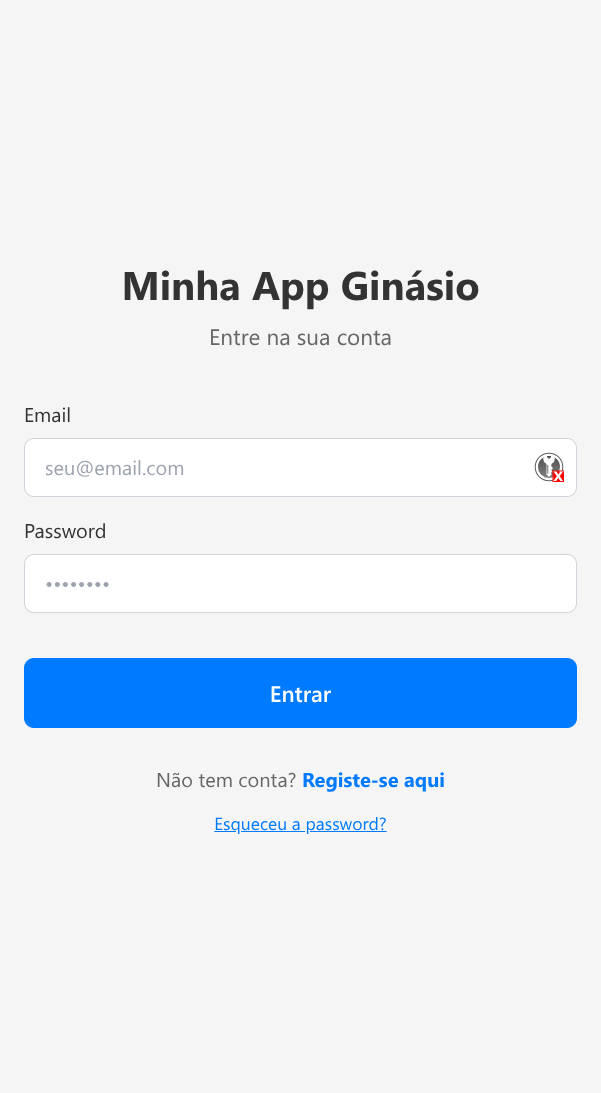 Minha App Ginásio
Entre na sua conta
Email
seu@email.com
Password
••••••••
Entrar
Não tem conta? Registe-se aqui
Esqueceu a password?